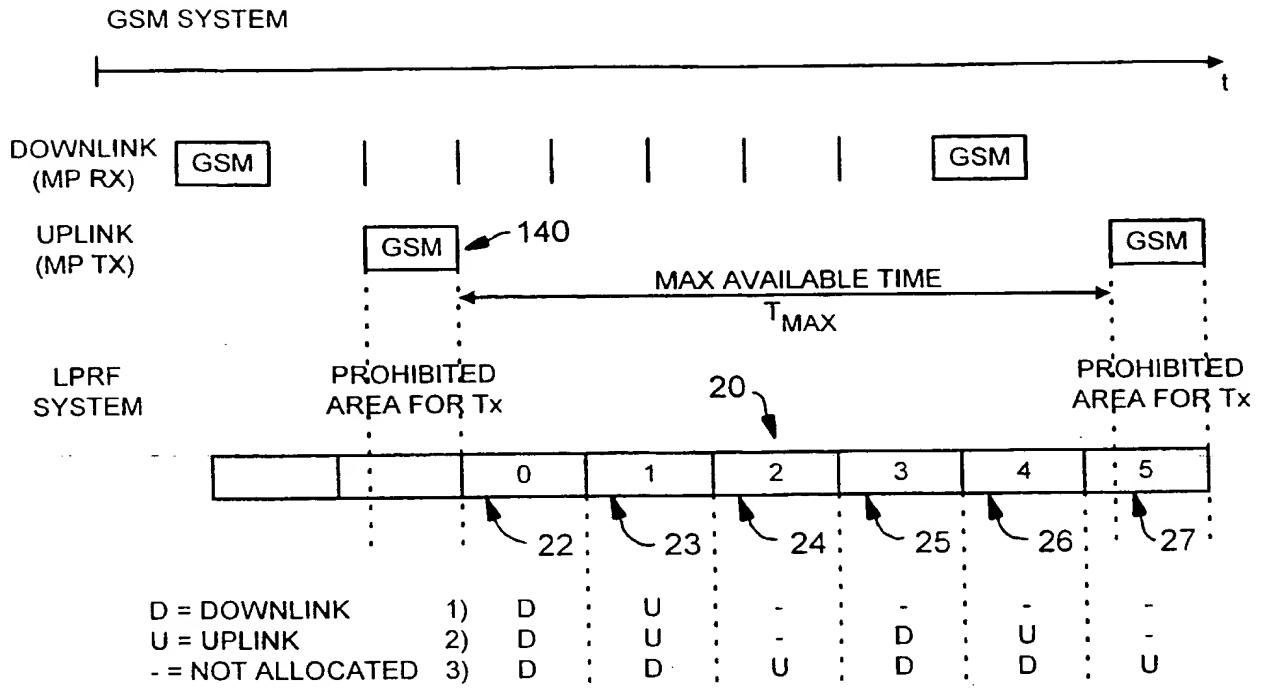 GSM SYSTEM
t
DOWNLINK
(MP RX)
GSM
GSM
UPLINK
(MP TX)
GSM
140
GSM
MAX AVAILABLE TIME
TMAX
LPRF
SYSTEM
PROHIBITED
AREA FOR Tx
20
PROHIBITED
AREA FOR Tx
0 1 2 3 4 5
22 23 24 25 26 27
D = DOWNLINK 1) D U - - - -
U = UPLINK 2) D U - D U -
- = NOT ALLOCATED 3) D D U D D U